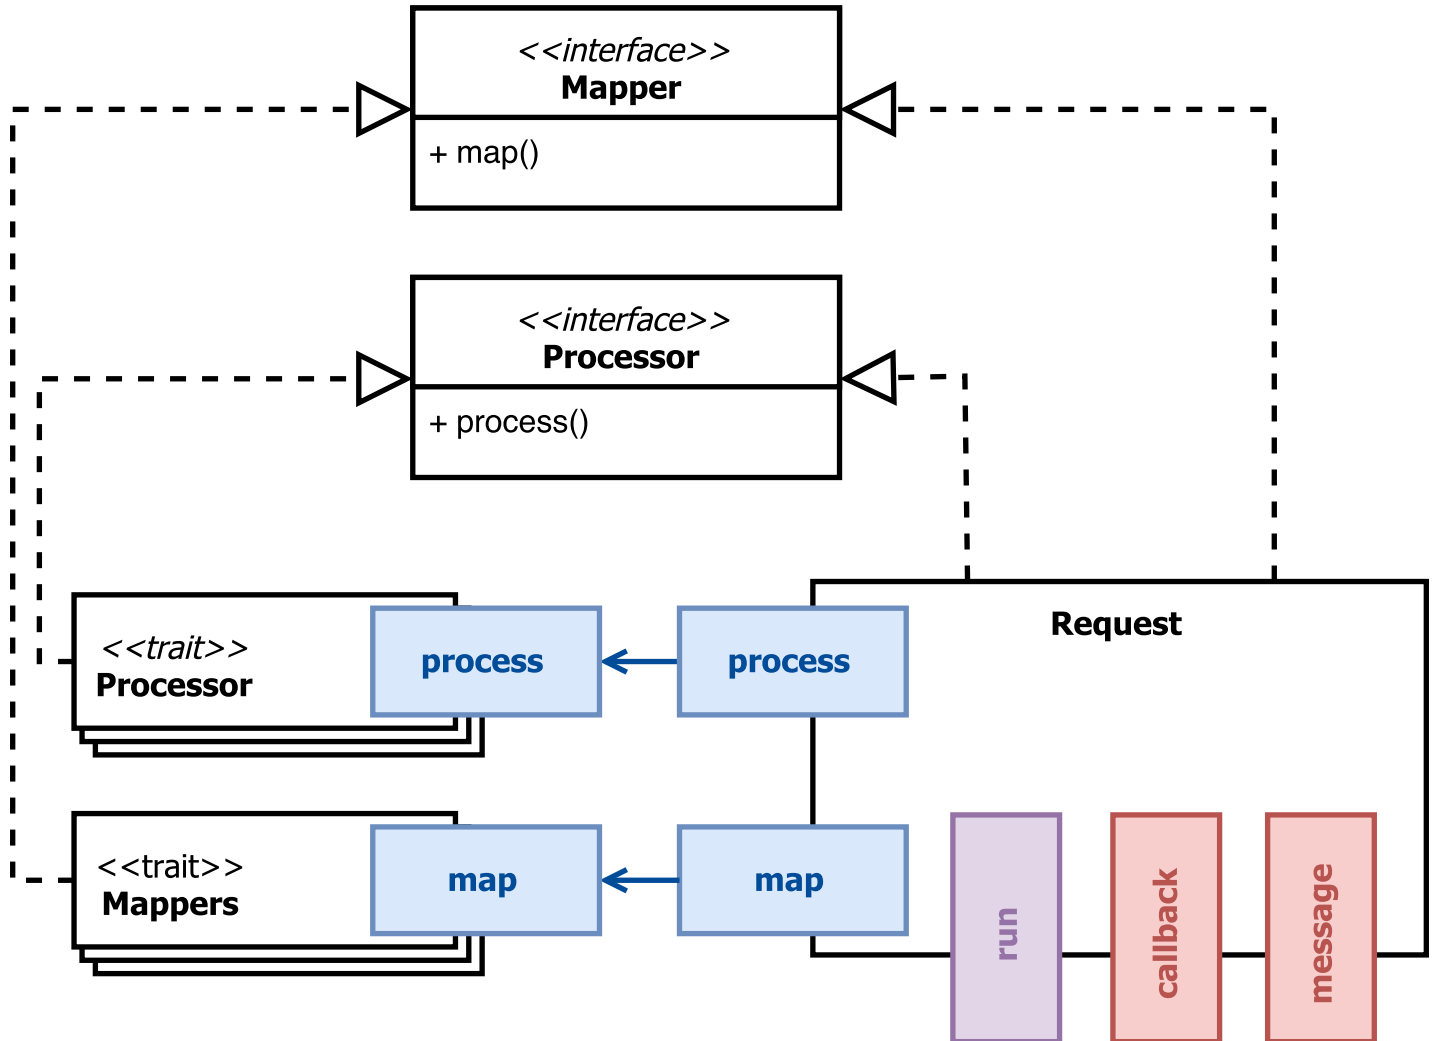 <<interface>>
Mapper
+ map()
<<interface>>
Processor
+ process()
<<trait>>
Processor
process
process
Request
<<trait>>
Mappers
map
map
run
callback
message